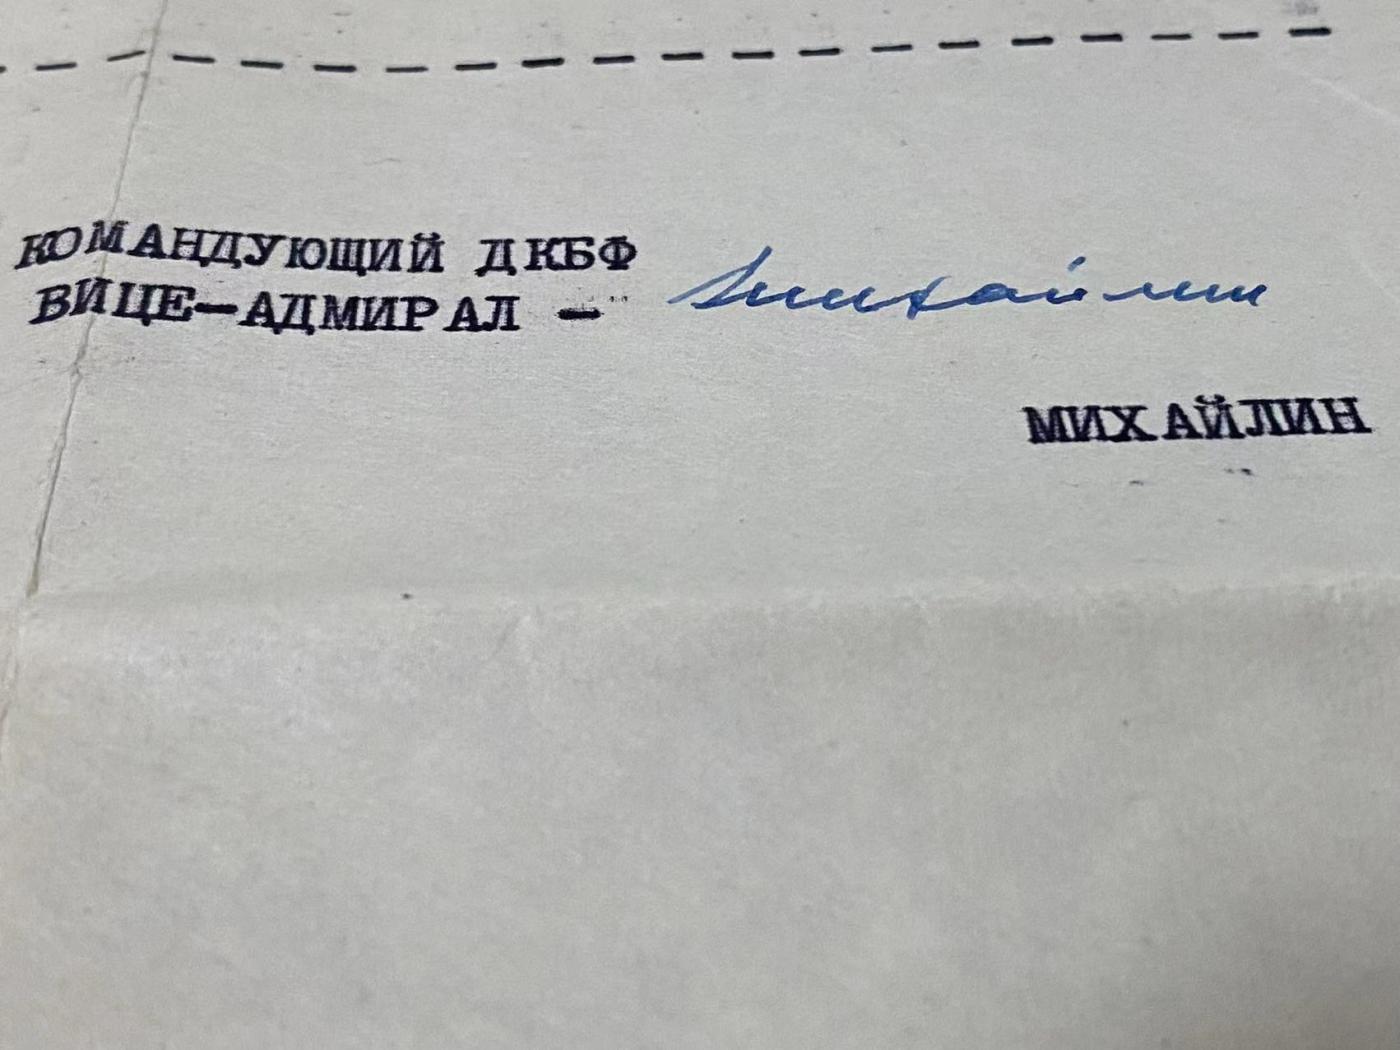 КОМАНДУЮЩИЙ ДКБФ
ВИЦЕ-АДМИРАЛ - Михайлин
МИХАЙЛИН